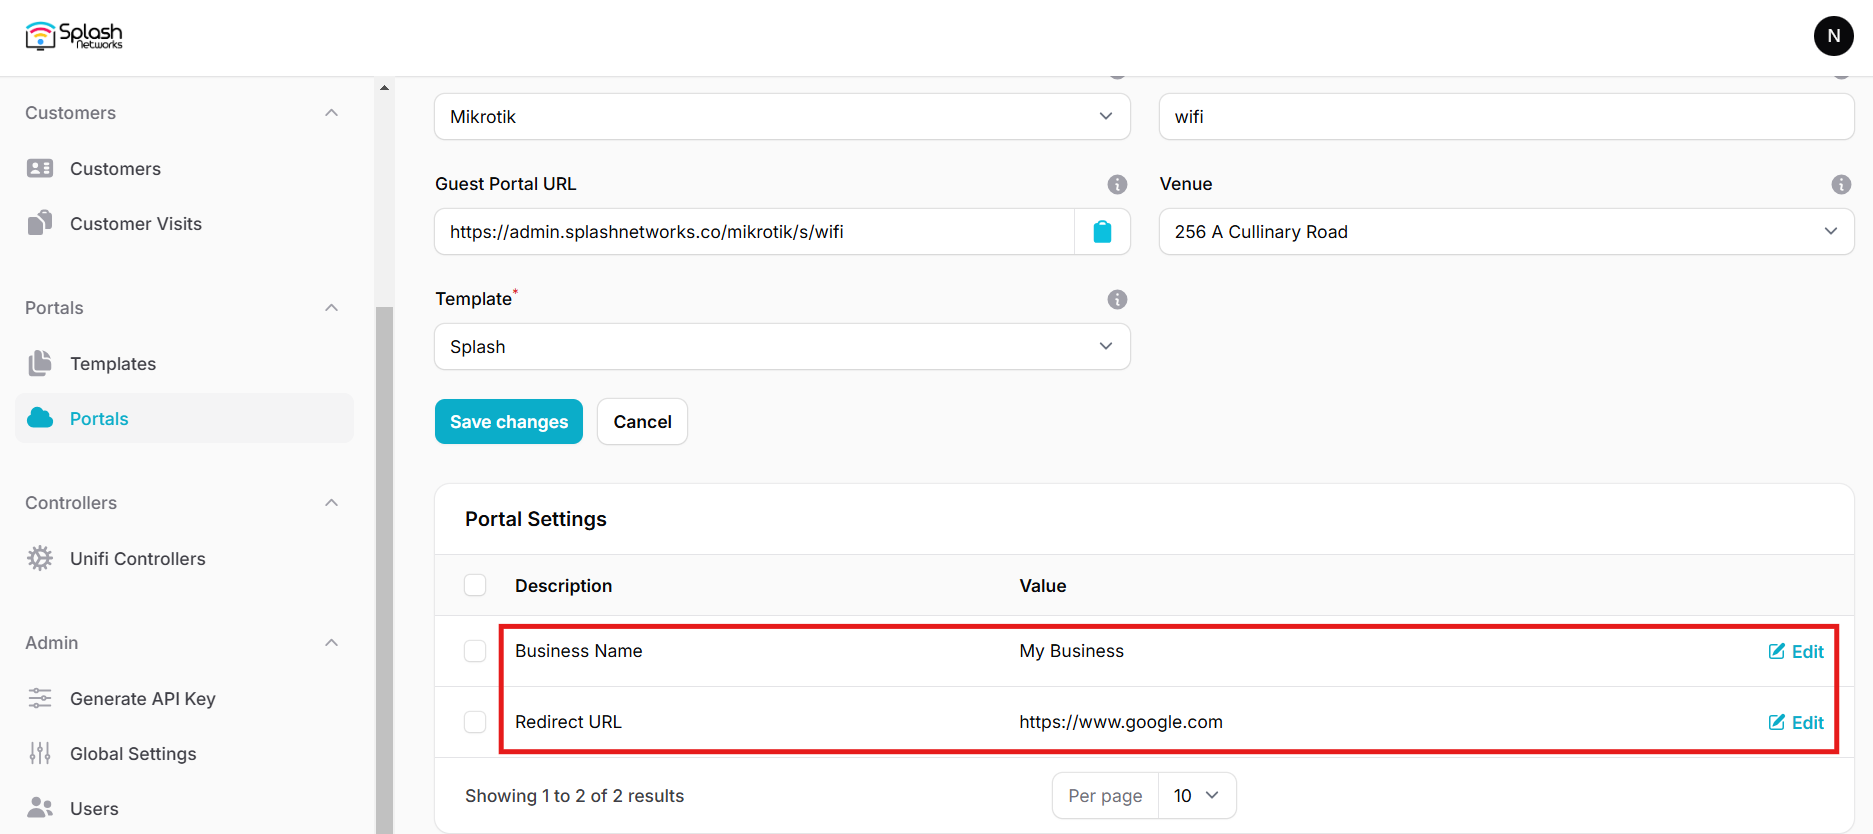 Splash
Networks
N
Customers
Customers
Customer Visits
Portals
Templates
Portals
Controllers
Unifi Controllers
Admin
Generate API Key
Global Settings
Users
Mikrotik
wifi
Guest Portal URL
Venue
https://admin.splashnetworks.co/mikrotik/s/wifi
256 A Cullinary Road
Template*
Splash
Save changes
Cancel
Portal Settings
Description Value
Business Name My Business Edit
Redirect URL https://www.google.com Edit
Showing 1 to 2 of 2 results Per page 10